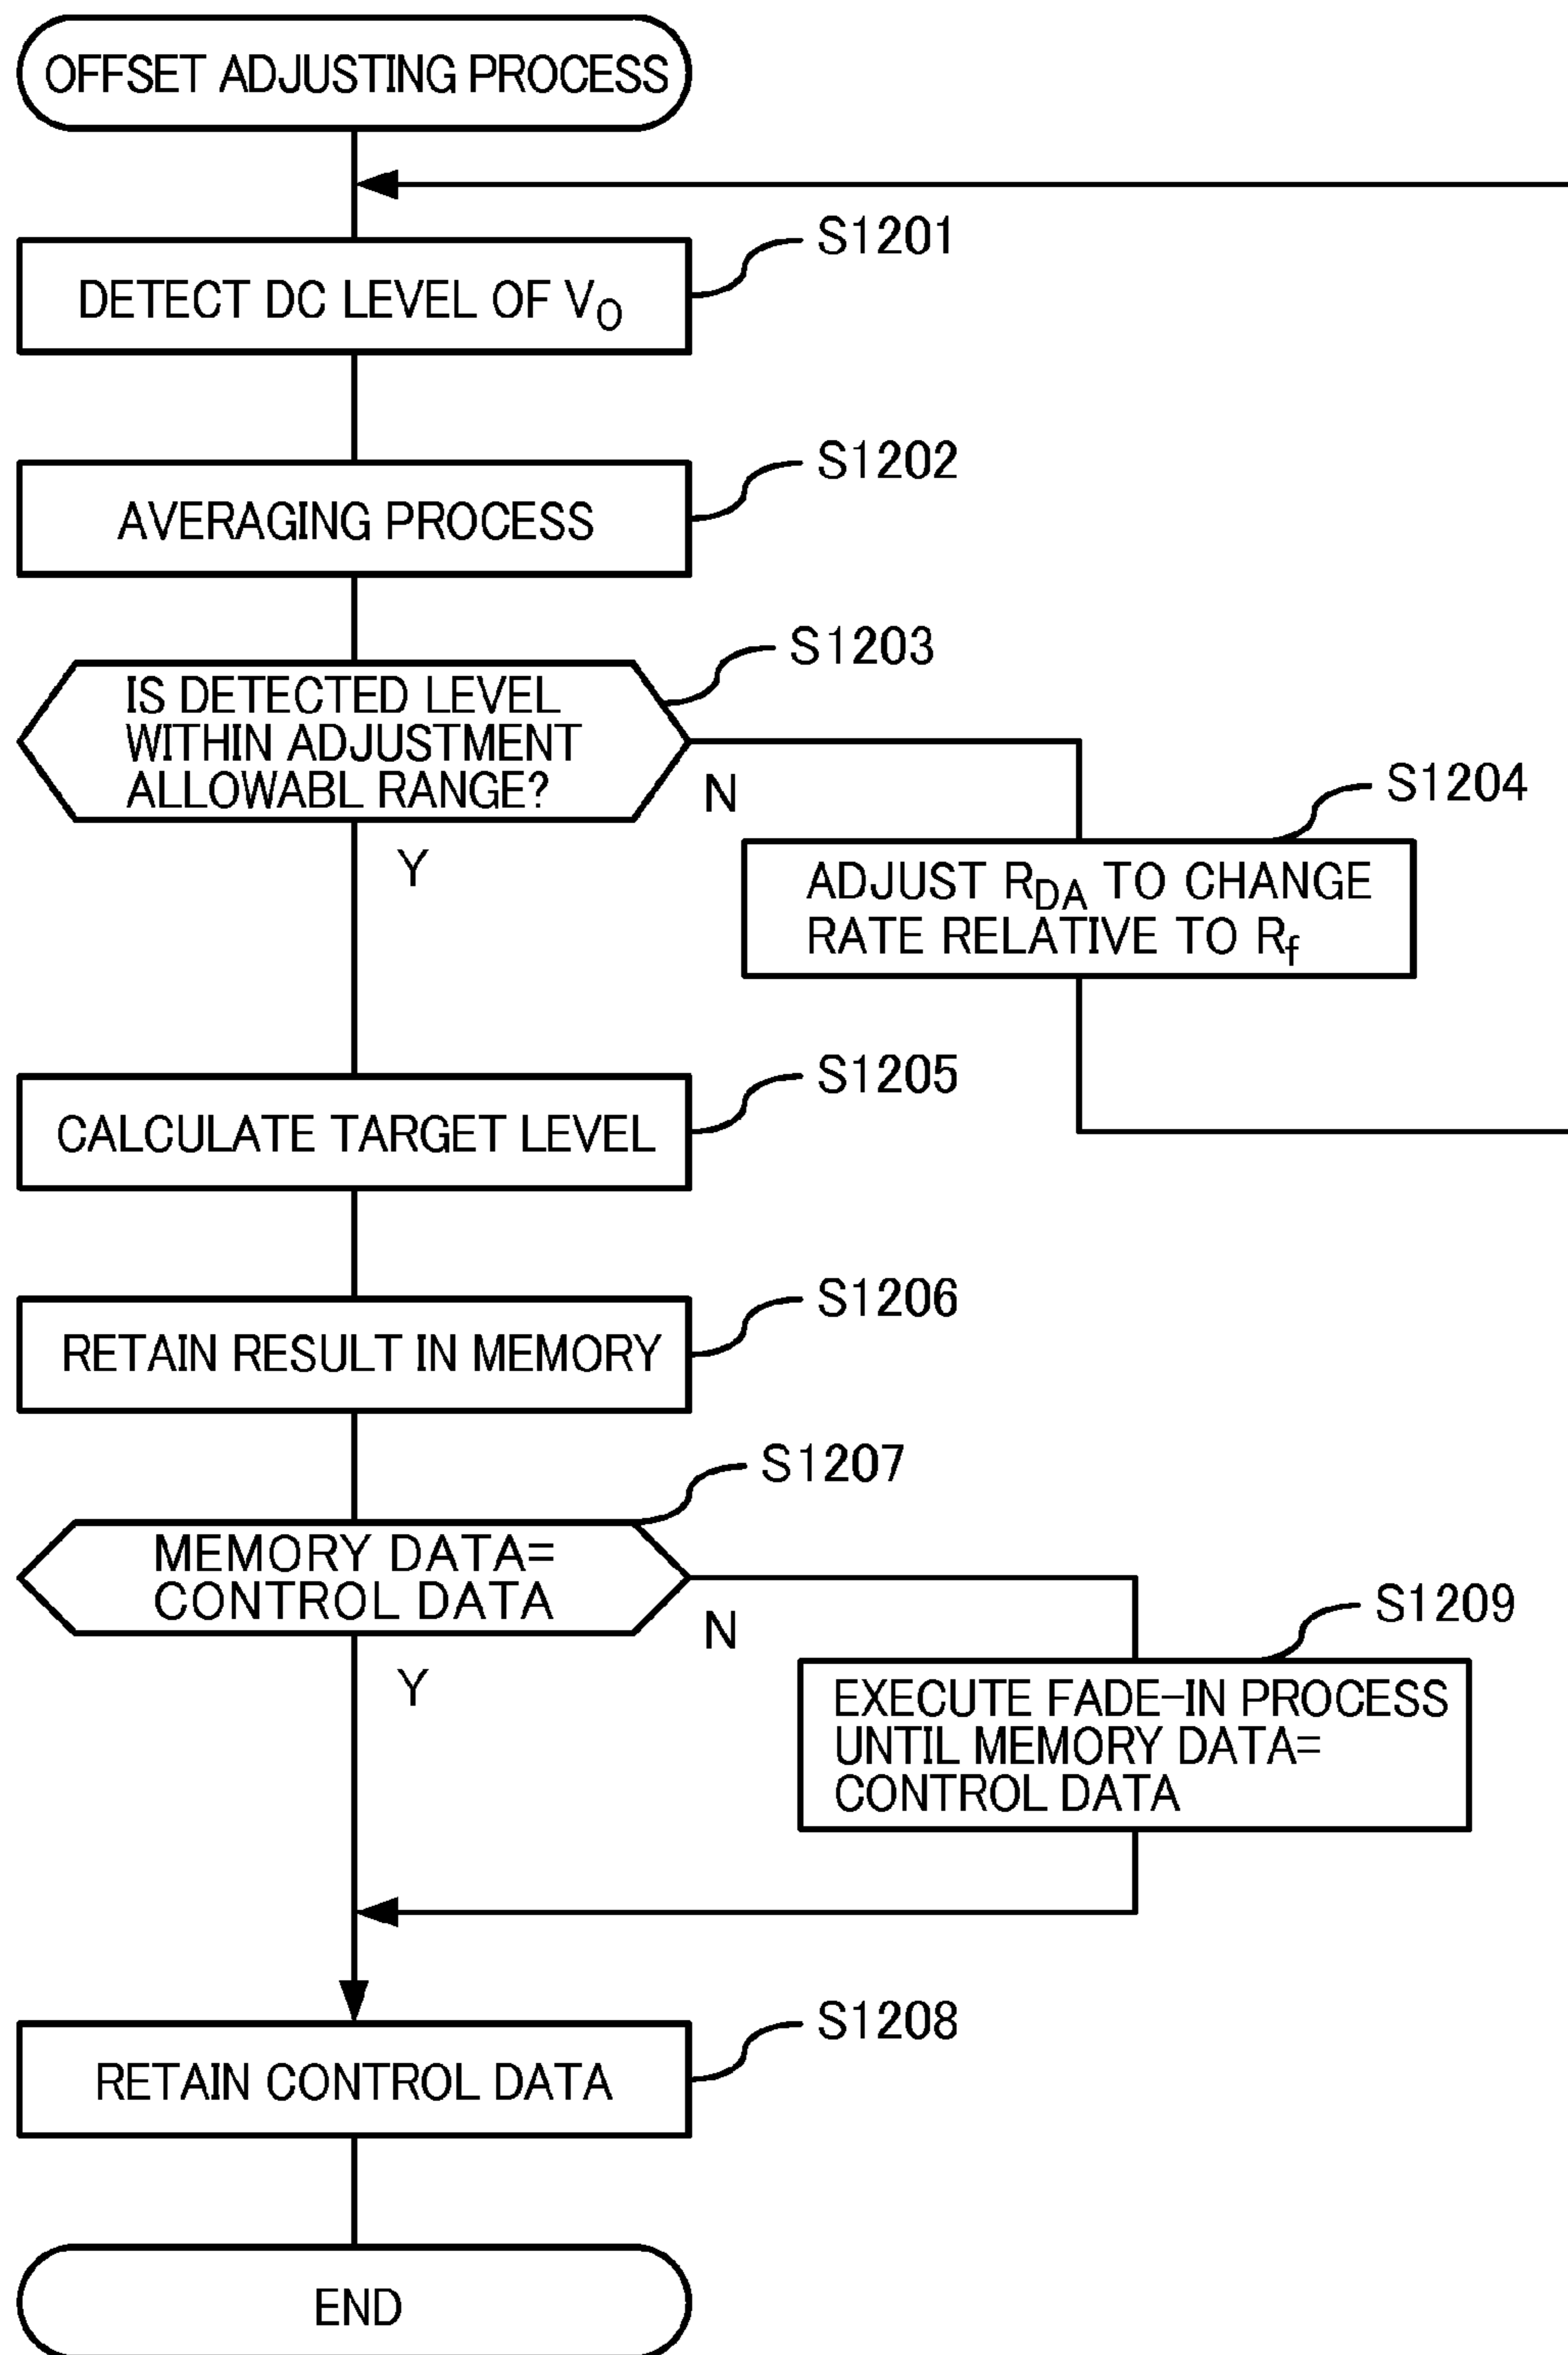 OFFSET ADJUSTING PROCESS
S1201
DETECT DC LEVEL OF VO
S1202
AVERAGING PROCESS
S1203
IS DETECTED LEVEL
WITHIN ADJUSTMENT
ALLOWABL RANGE?
N
Y
S1204
ADJUST RDA TO CHANGE
RATE RELATIVE TO Rf
S1205
CALCULATE TARGET LEVEL
S1206
RETAIN RESULT IN MEMORY
S1207
MEMORY DATA=
CONTROL DATA
N
Y
S1209
EXECUTE FADE-IN PROCESS
UNTIL MEMORY DATA=
CONTROL DATA
S1208
RETAIN CONTROL DATA
END